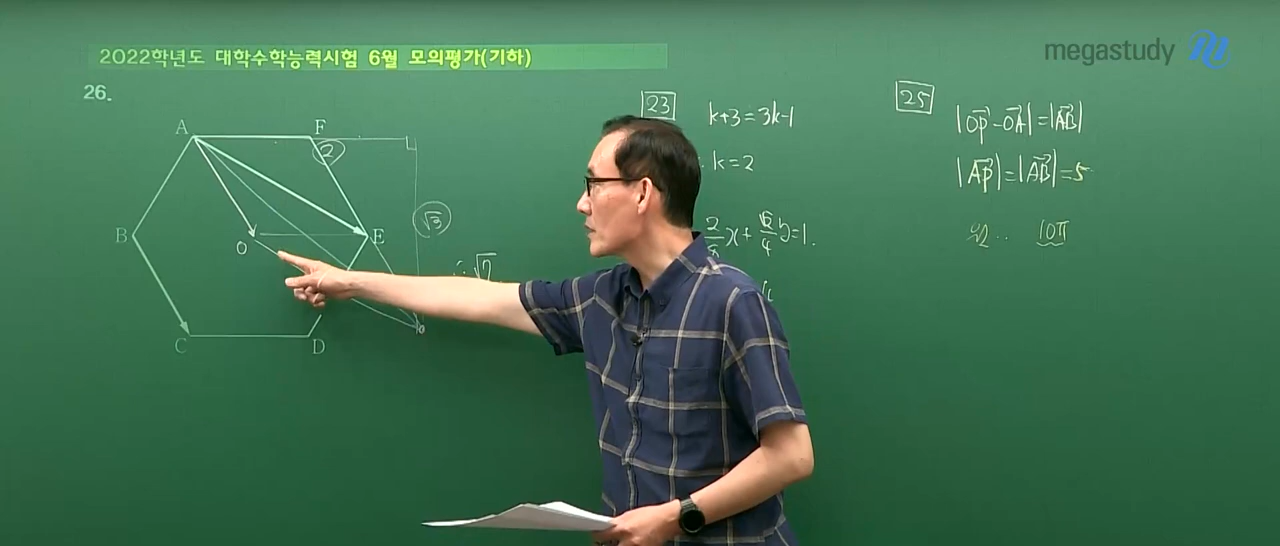 2022학년도 대학수학능력시험 6월 모의평가(기하)
megastudy
26.
A
F
2
B
O
E
√3
C
D
∴ √7
23
k+3=3k-1
k=2
25
|OP-OA|=|AB|
|AP|=|AB|=5
10π